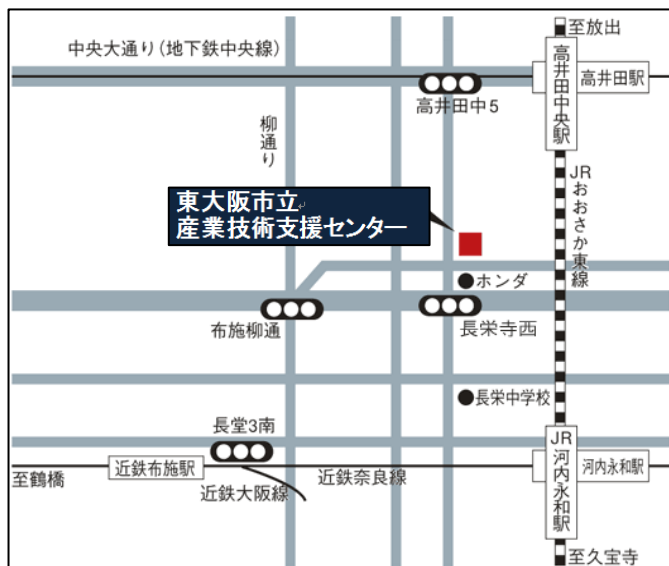 至放出
中央大通り(地下鉄中央線)
高井田中央駅
高井田駅
高井田中5
柳通り
JRおおさか東線
東大阪市立
産業技術支援センター
ホンダ
布施柳通
長栄寺西
長栄中学校
長堂3南
JR河内永和駅
河内永和駅
近鉄布施駅
至鶴橋
近鉄大阪線
近鉄奈良線
至久宝寺